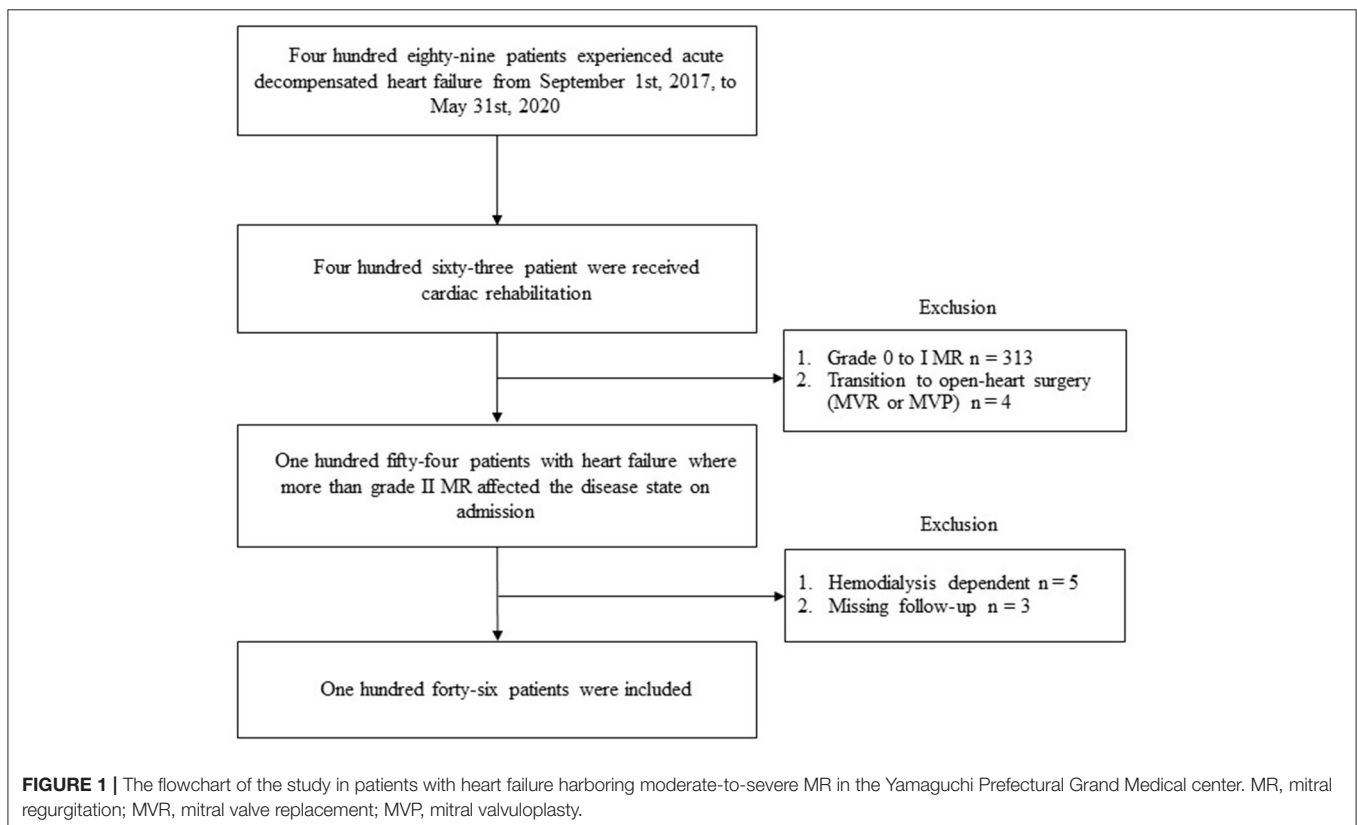 Four hundred eighty-nine patients experienced acute
decompensated heart failure from September 1st, 2017, to
May 31st, 2020
Four hundred sixty-three patient were received
cardiac rehabilitation
Exclusion
1. Grade 0 to I MR n = 313
2. Transition to open-heart surgery
(MVR or MVP) n = 4
One hundred fifty-four patients with heart failure where
more than grade II MR affected the disease state on
admission
Exclusion
1. Hemodialysis dependent n = 5
2. Missing follow-up n = 3
One hundred forty-six patients were included
FIGURE 1 | The flowchart of the study in patients with heart failure harboring moderate-to-severe MR in the Yamaguchi Prefectural Grand Medical center. MR, mitral
regurgitation; MVR, mitral valve replacement; MVP, mitral valvuloplasty.